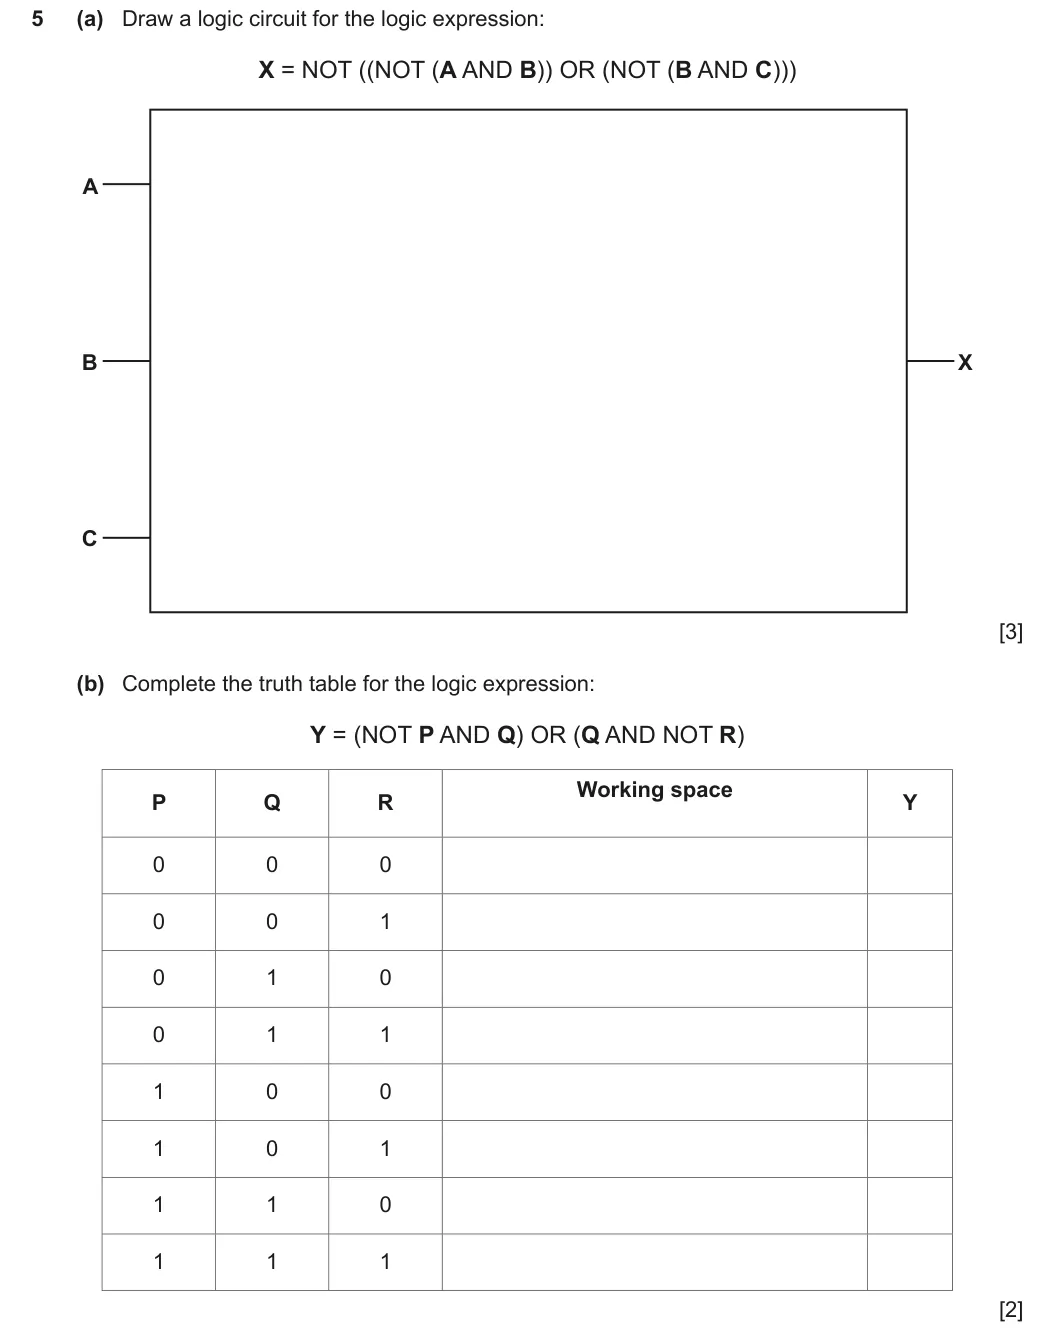 5 (a) Draw a logic circuit for the logic expression:
X = NOT ((NOT (A AND B)) OR (NOT (B AND C)))
A
B
X
C
[3]
(b) Complete the truth table for the logic expression:
Y = (NOT P AND Q) OR (Q AND NOT R)
P Q R Working space Y
0 0 0
0 0 1
0 1 0
0 1 1
1 0 0
1 0 1
1 1 0
1 1 1
[2]